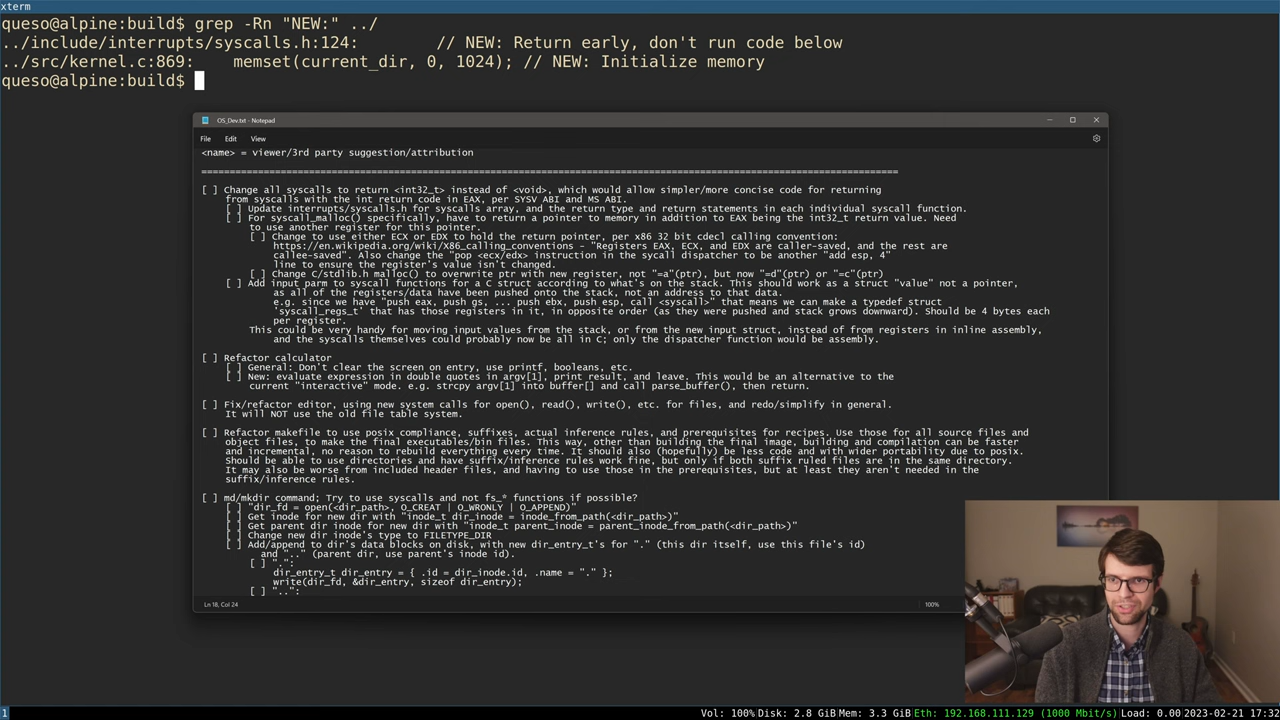 xterm
queso@alpine:build$ grep -Rn "NEW:" ../
../include/interrupts/syscalls.h:124:        // NEW: Return early, don't run code below
../src/kernel.c:869:    memset(current_dir, 0, 1024); // NEW: Initialize memory
queso@alpine:build$
OS_Dev.txt - Notepad
File Edit View
<name> = viewer/3rd party suggestion/attribution
================================================================================
[ ] Change all syscalls to return <int32_t> instead of <void>, which would allow simpler/more concise code for returning
from syscalls with the int return code in EAX, per SYSV ABI and MS ABI.
[ ] Update interrupts/syscalls.h for syscalls array, and the return type and return statements in each individual syscall function.
[ ] For syscall_malloc() specifically, have to return a pointer to memory in addition to EAX being the int32_t return value. Need
to use another register for this pointer.
[ ] Change to use either ECX or EDX to hold the return pointer, per x86 32 bit cdecl calling convention:
https://en.wikipedia.org/wiki/X86_calling_conventions - "Registers EAX, ECX, and EDX are caller-saved, and the rest are
callee-saved". Also change the "pop <ecx/edx> instruction in the sycall dispatcher to be another "add esp, 4"
line to ensure the register's value isn't changed.
[ ] Change C/stdlib.h malloc() to overwrite ptr with new register, not "=a"(ptr), but now "=d"(ptr) or "=c"(ptr)
[ ] Add input parm to syscall functions for a C struct according to what's on the stack. This should work as a struct "value" not a pointer,
as all of the registers/data have been pushed onto the stack, not an address to that data.
e.g. since we have "push eax, push gs, ... push ebx, push esp, call <syscall>" that means we can make a typedef struct
'syscall_regs_t' that has those registers in it, in opposite order (as they were pushed and stack grows downward). Should be 4 bytes each
per register.
This could be very handy for moving input values from the stack, or from the new input struct, instead of from registers in inline assembly,
and the syscalls themselves could probably now be all in C; only the dispatcher function would be assembly.
[ ] Refactor calculator
[ ] General: Don't clear the screen on entry, use printf, booleans, etc.
[ ] New: evaluate expression in double quotes in argv[1], print result, and leave. This would be an alternative to the
current "interactive" mode. e.g. strcpy argv[1] into buffer[] and call parse_buffer(), then return.
[ ] Fix/refactor editor, using new system calls for open(), read(), write(), etc. for files, and redo/simplify in general.
It will NOT use the old file table system.
[ ] Refactor makefile to use posix compliance, suffixes, actual inference rules, and prerequisites for recipes. Use those for all source files and
object files, to make the final executables/bin files. This way, other than building the final image, building and compilation can be faster
and incremental, no reason to rebuild everything every time. It should also (hopefully) be less code and with wider portability due to posix.
Should be able to use directories and have suffix/inference rules work fine, but only if both suffix ruled files are in the same directory.
It may also be worse from included header files, and having to use those in the prerequisites, but at least they aren't needed in the
suffix/inference rules.
[ ] md/mkdir command; Try to use syscalls and not fs_* functions if possible?
[ ] "dir_fd = open(<dir_path>, O_CREAT | O_WRONLY | O_APPEND)"
[ ] Get inode for new dir with "inode_t dir_inode = inode_from_path(<dir_path>)"
[ ] Get parent dir inode for new dir with "inode_t parent_inode = parent_inode_from_path(<dir_path>)"
[ ] Change new dir inode's type to FILETYPE_DIR
[ ] Add/append to dir's data blocks on disk, with new dir_entry_t's for "." (this dir itself, use this file's id)
and ".." (parent dir, use parent's inode id).
[ ] ".":
dir_entry_t dir_entry = { .id = dir_inode.id, .name = "." };
write(dir_fd, &dir_entry, sizeof dir_entry);
[ ] "..":
Ln 18, Col 24
100%
1
Vol: 100% Disk: 2.8 GiB Mem: 3.3 GiB Eth: 192.168.111.129 (1000 Mbit/s) Load: 0.00 2023-02-21 17:32